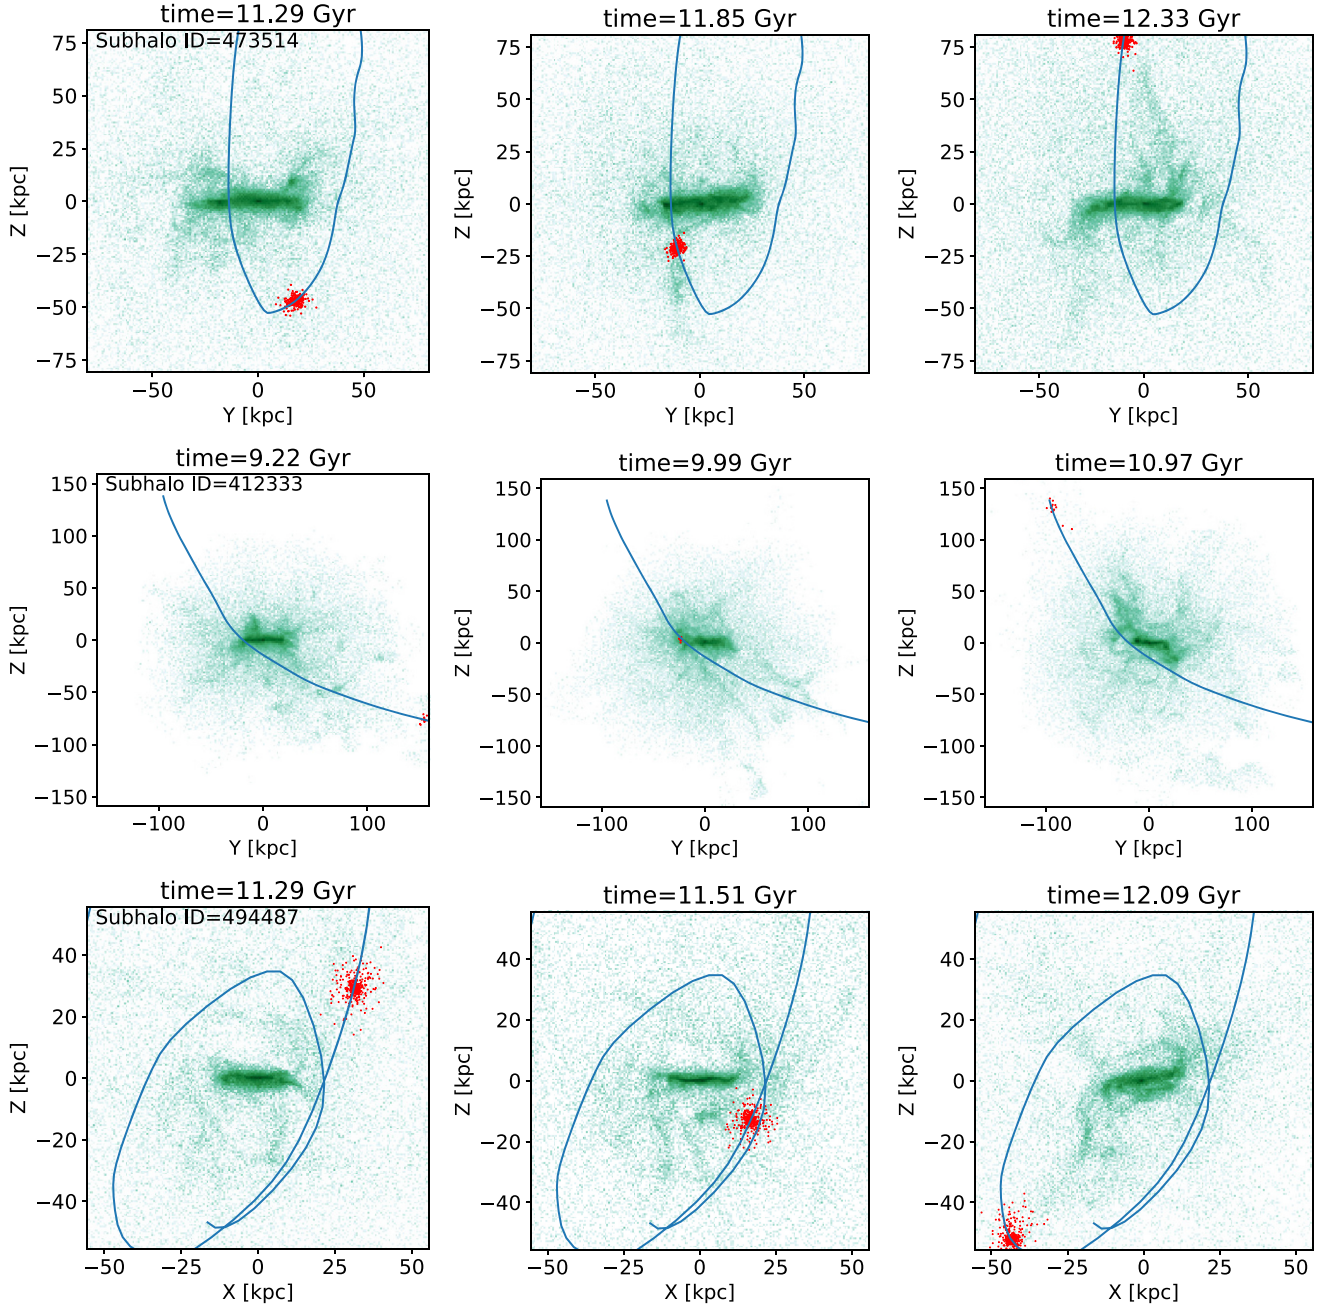 time=11.29 Gyr
time=11.85 Gyr
time=12.33 Gyr
Subhalo ID=473514
75
50
25
0
−25
−50
−75
Z [kpc]
−50 0 50
Y [kpc]
75
50
25
0
−25
−50
−75
Z [kpc]
−50 0 50
Y [kpc]
75
50
25
0
−25
−50
−75
Z [kpc]
−50 0 50
Y [kpc]
time=9.22 Gyr
time=9.99 Gyr
time=10.97 Gyr
Subhalo ID=412333
150
100
50
0
−50
−100
−150
Z [kpc]
−100 0 100
Y [kpc]
150
100
50
0
−50
−100
−150
Z [kpc]
−100 0 100
Y [kpc]
150
100
50
0
−50
−100
−150
Z [kpc]
−100 0 100
Y [kpc]
time=11.29 Gyr
time=11.51 Gyr
time=12.09 Gyr
Subhalo ID=494487
40
20
0
−20
−40
Z [kpc]
−50 −25 0 25 50
X [kpc]
40
20
0
−20
−40
Z [kpc]
−50 −25 0 25 50
X [kpc]
40
20
0
−20
−40
Z [kpc]
−50 −25 0 25 50
X [kpc]